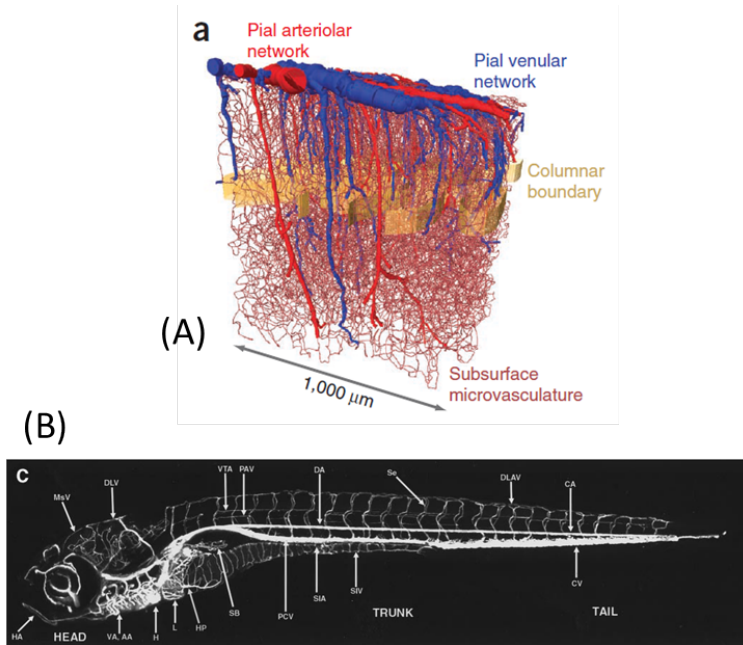 a
Pial arteriolar
network
Pial venular
network
Columnar
boundary
(A)
Subsurface
microvasculature
1,000 μm
(B)
C
MsV
DLV
VTA
PAV
DA
Se
DLAV
CA
HA
HEAD
VA, AA
H
L
HP
SB
PCV
SIA
SIV
TRUNK
CV
TAIL